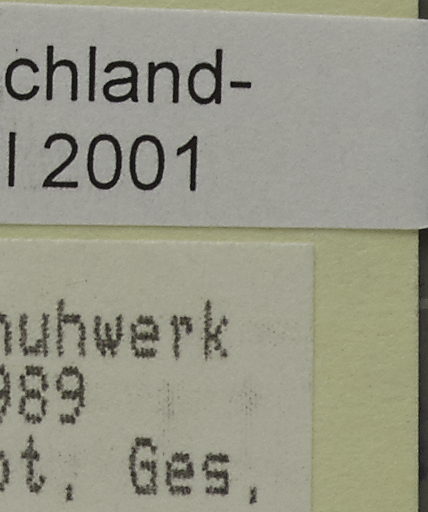 chland-
l 2001
huhwerk
989
ot. Ges.